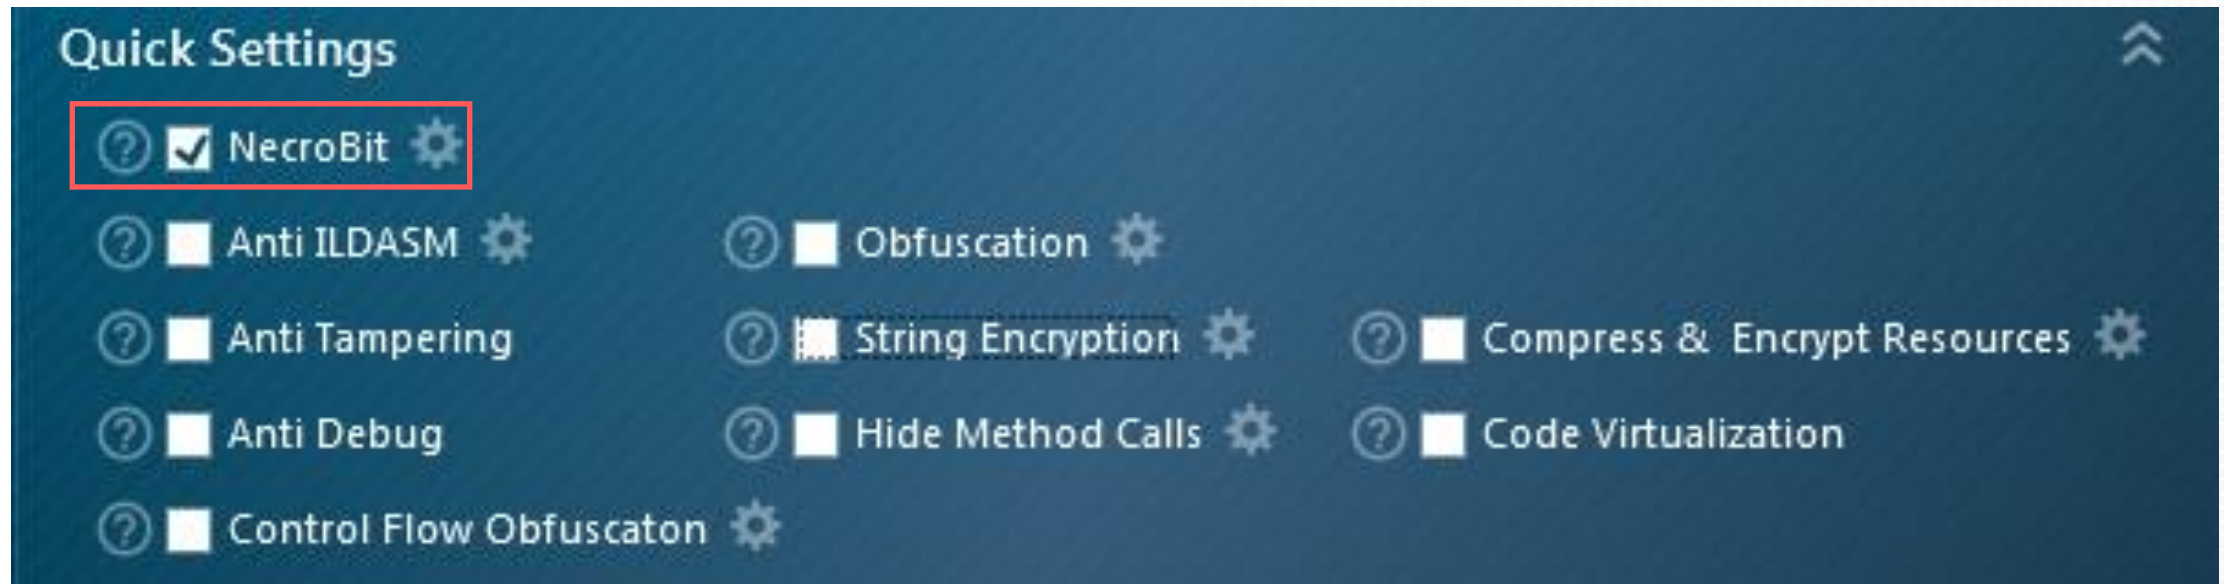 Quick Settings
NecroBit
Anti ILDASM Obfuscation
Anti Tampering String Encryption Compress & Encrypt Resources
Anti Debug Hide Method Calls Code Virtualization
Control Flow Obfuscaton